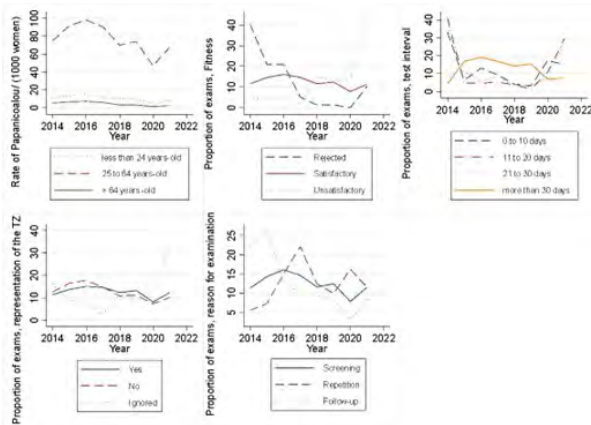 Rate of Papanicoalou/ (1000 women)
100
80
60
40
20
0
2014 2016 2018 2020 2022
Year
less than 24 years-old
25 to 64 years-old
+ 64 years-old
Proportion of exams, Fitness
40
30
20
10
0
2014 2016 2018 2020 2022
Year
Rejected
Satisfactory
Unsatisfactory
Proportion of exams, test interval
40
30
20
10
0
2014 2016 2018 2020 2022
Year
0 to 10 days
11 to 20 days
21 to 30 days
more than 30 days
Proportion of exams, representation of the TZ
40
30
20
10
0
2014 2016 2018 2020 2022
Year
Yes
No
Ignored
Proportion of exams, reason for examination
25
20
15
10
5
2014 2016 2018 2020 2022
Year
Screening
Repetition
Follow-up